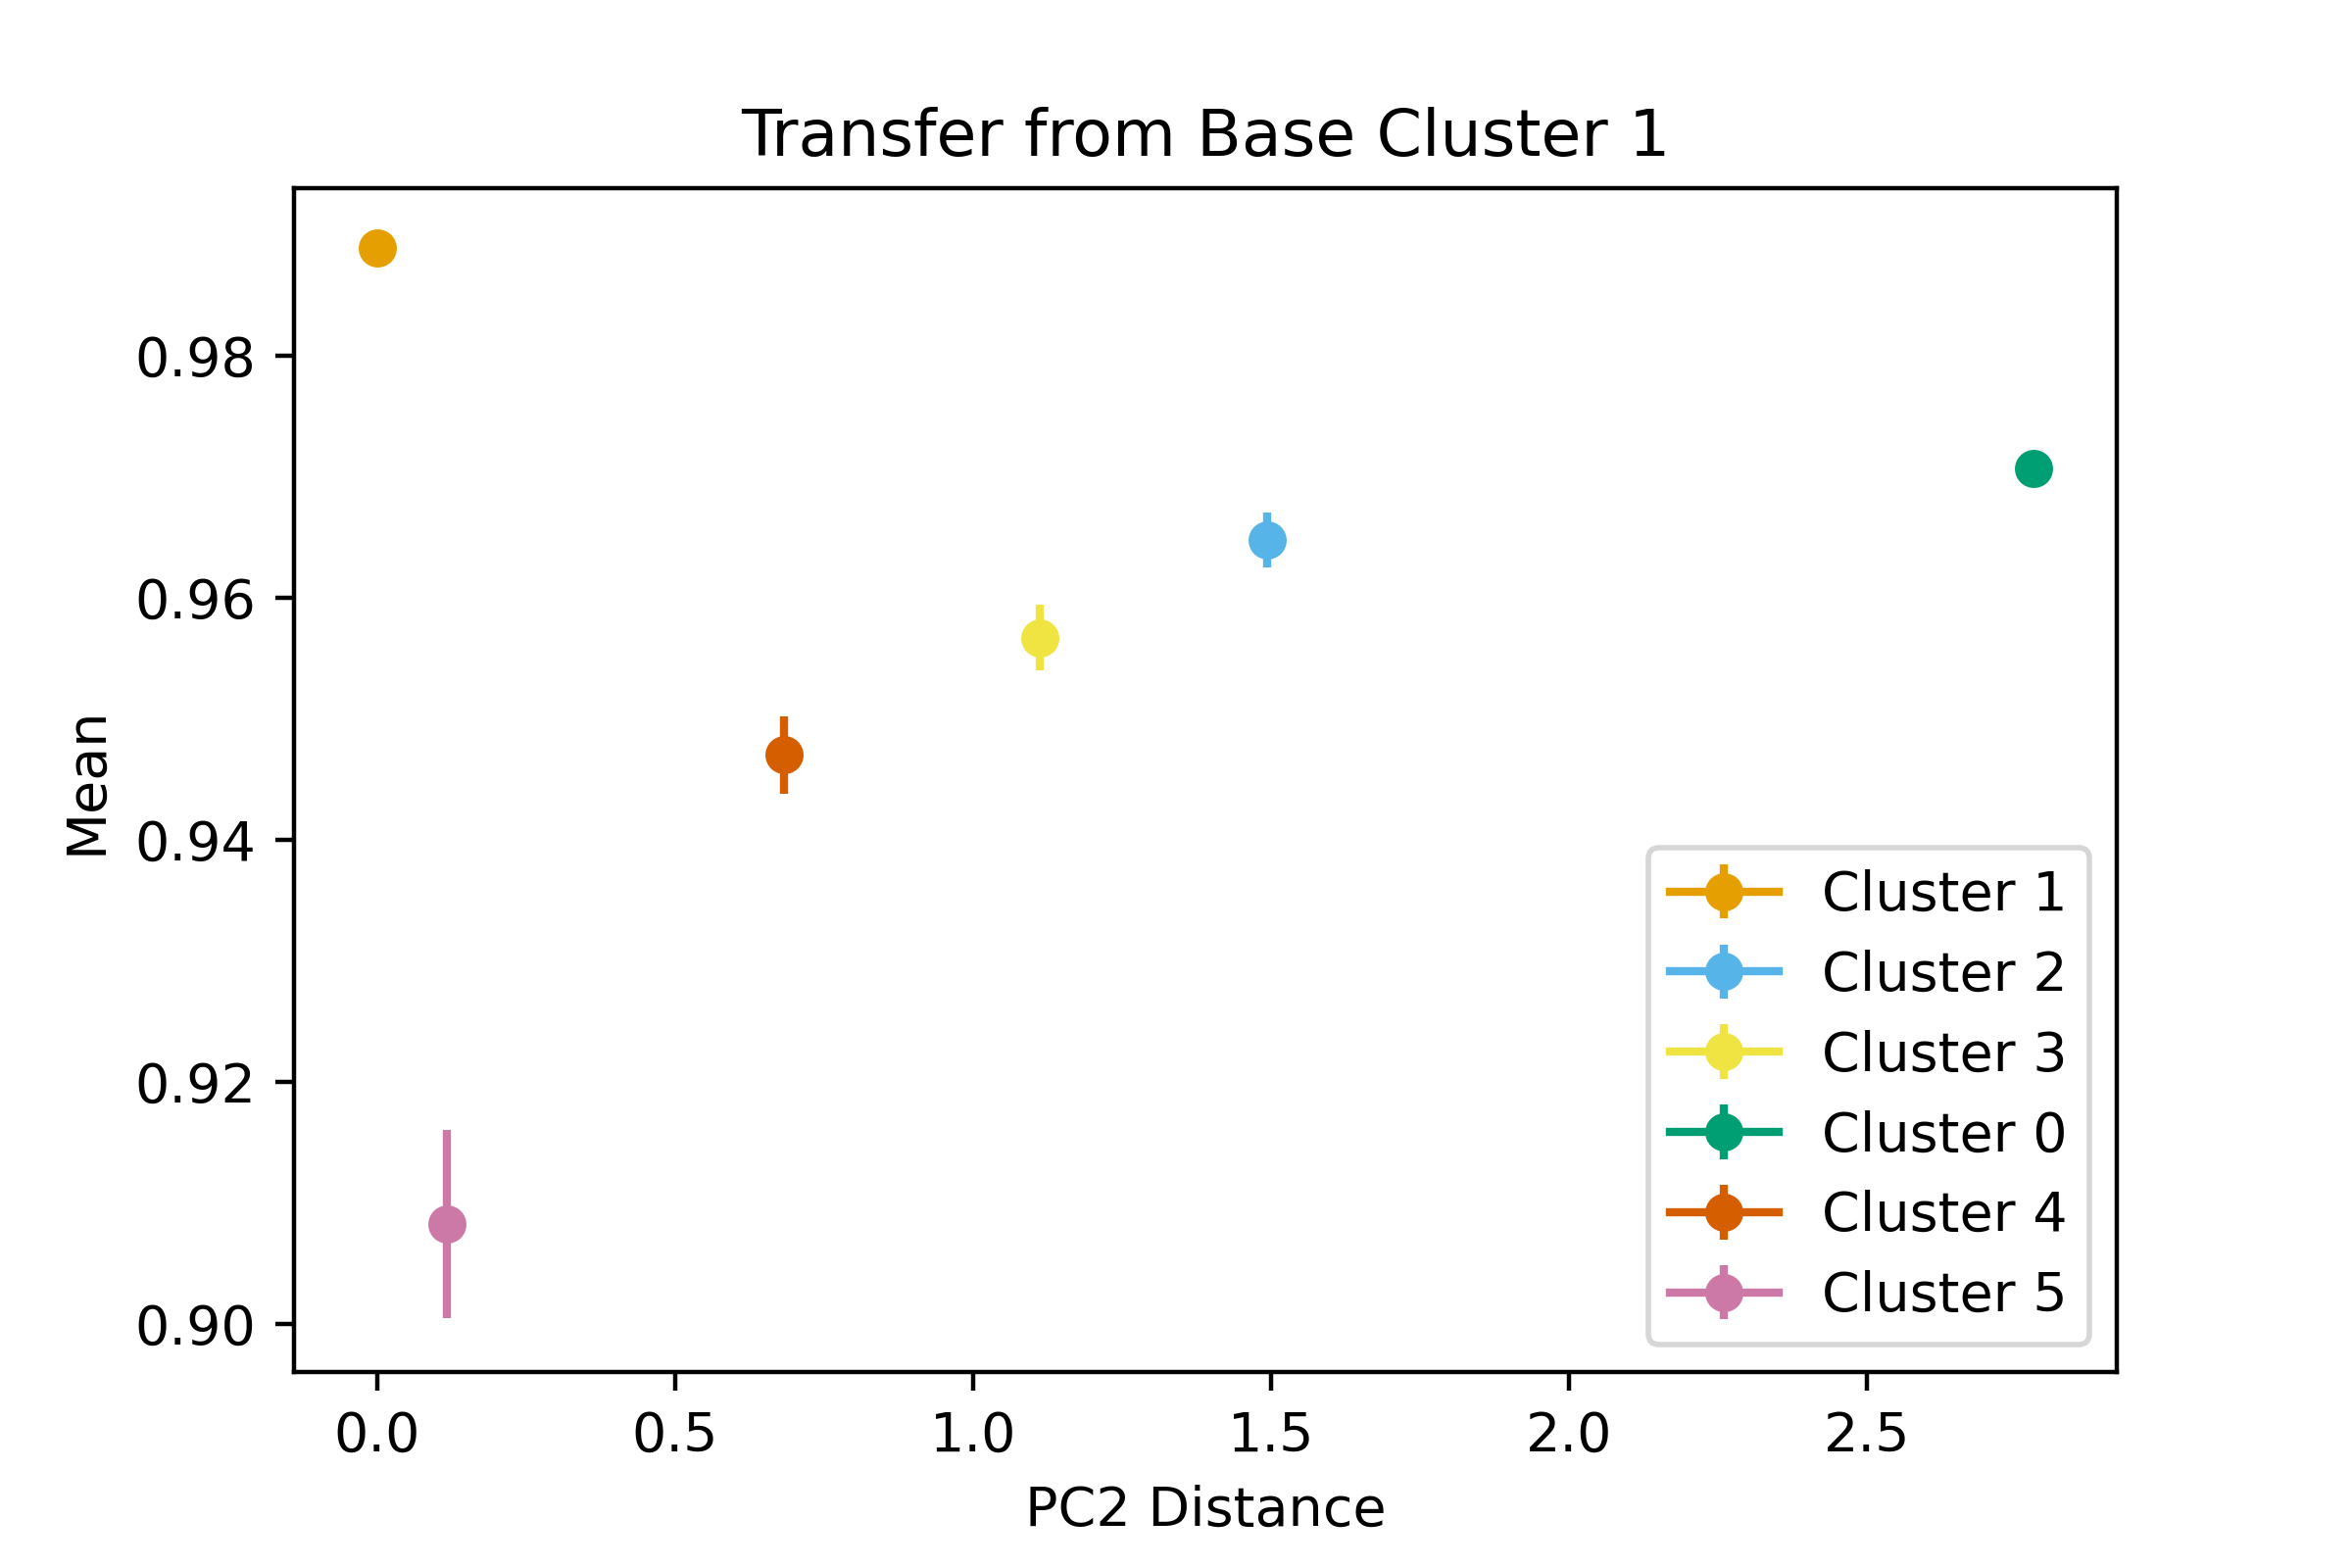 Transfer from Base Cluster 1
Mean
0.98
0.96
0.94
0.92
0.90
Cluster 1
Cluster 2
Cluster 3
Cluster 0
Cluster 4
Cluster 5
0.0 0.5 1.0 1.5 2.0 2.5
PC2 Distance